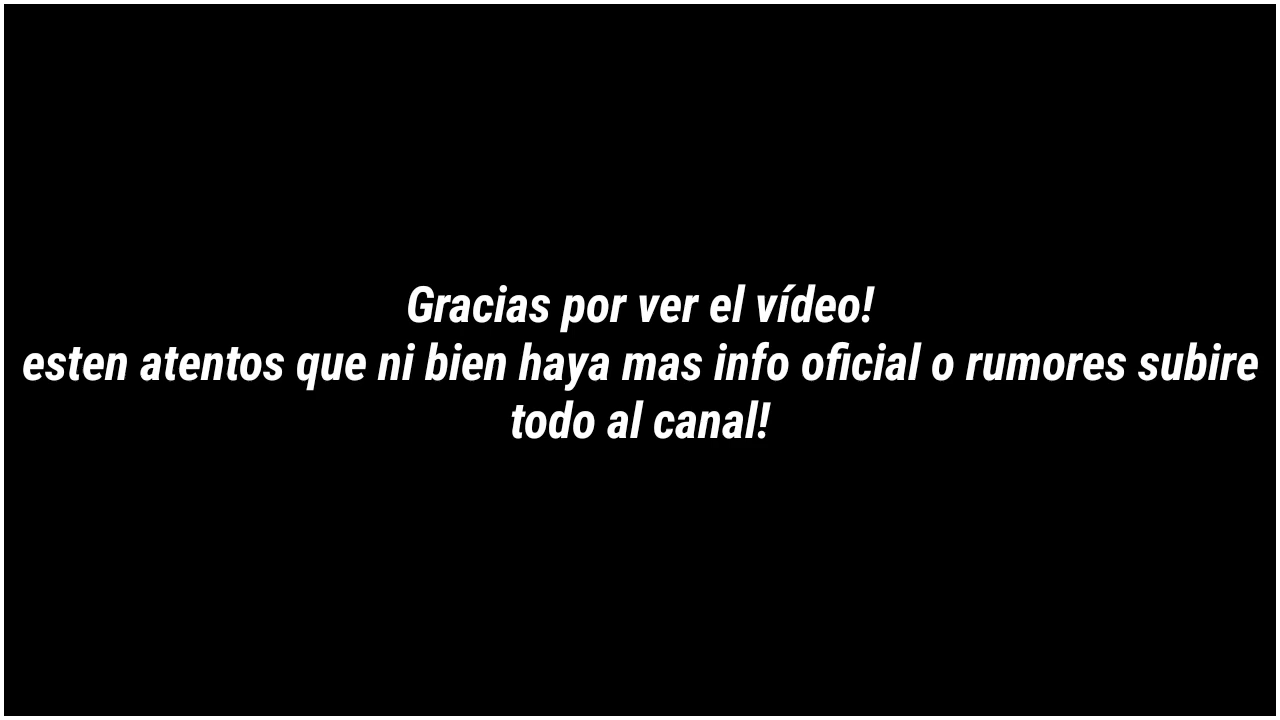 Gracias por ver el vídeo!
esten atentos que ni bien haya mas info oficial o rumores subire
todo al canal!